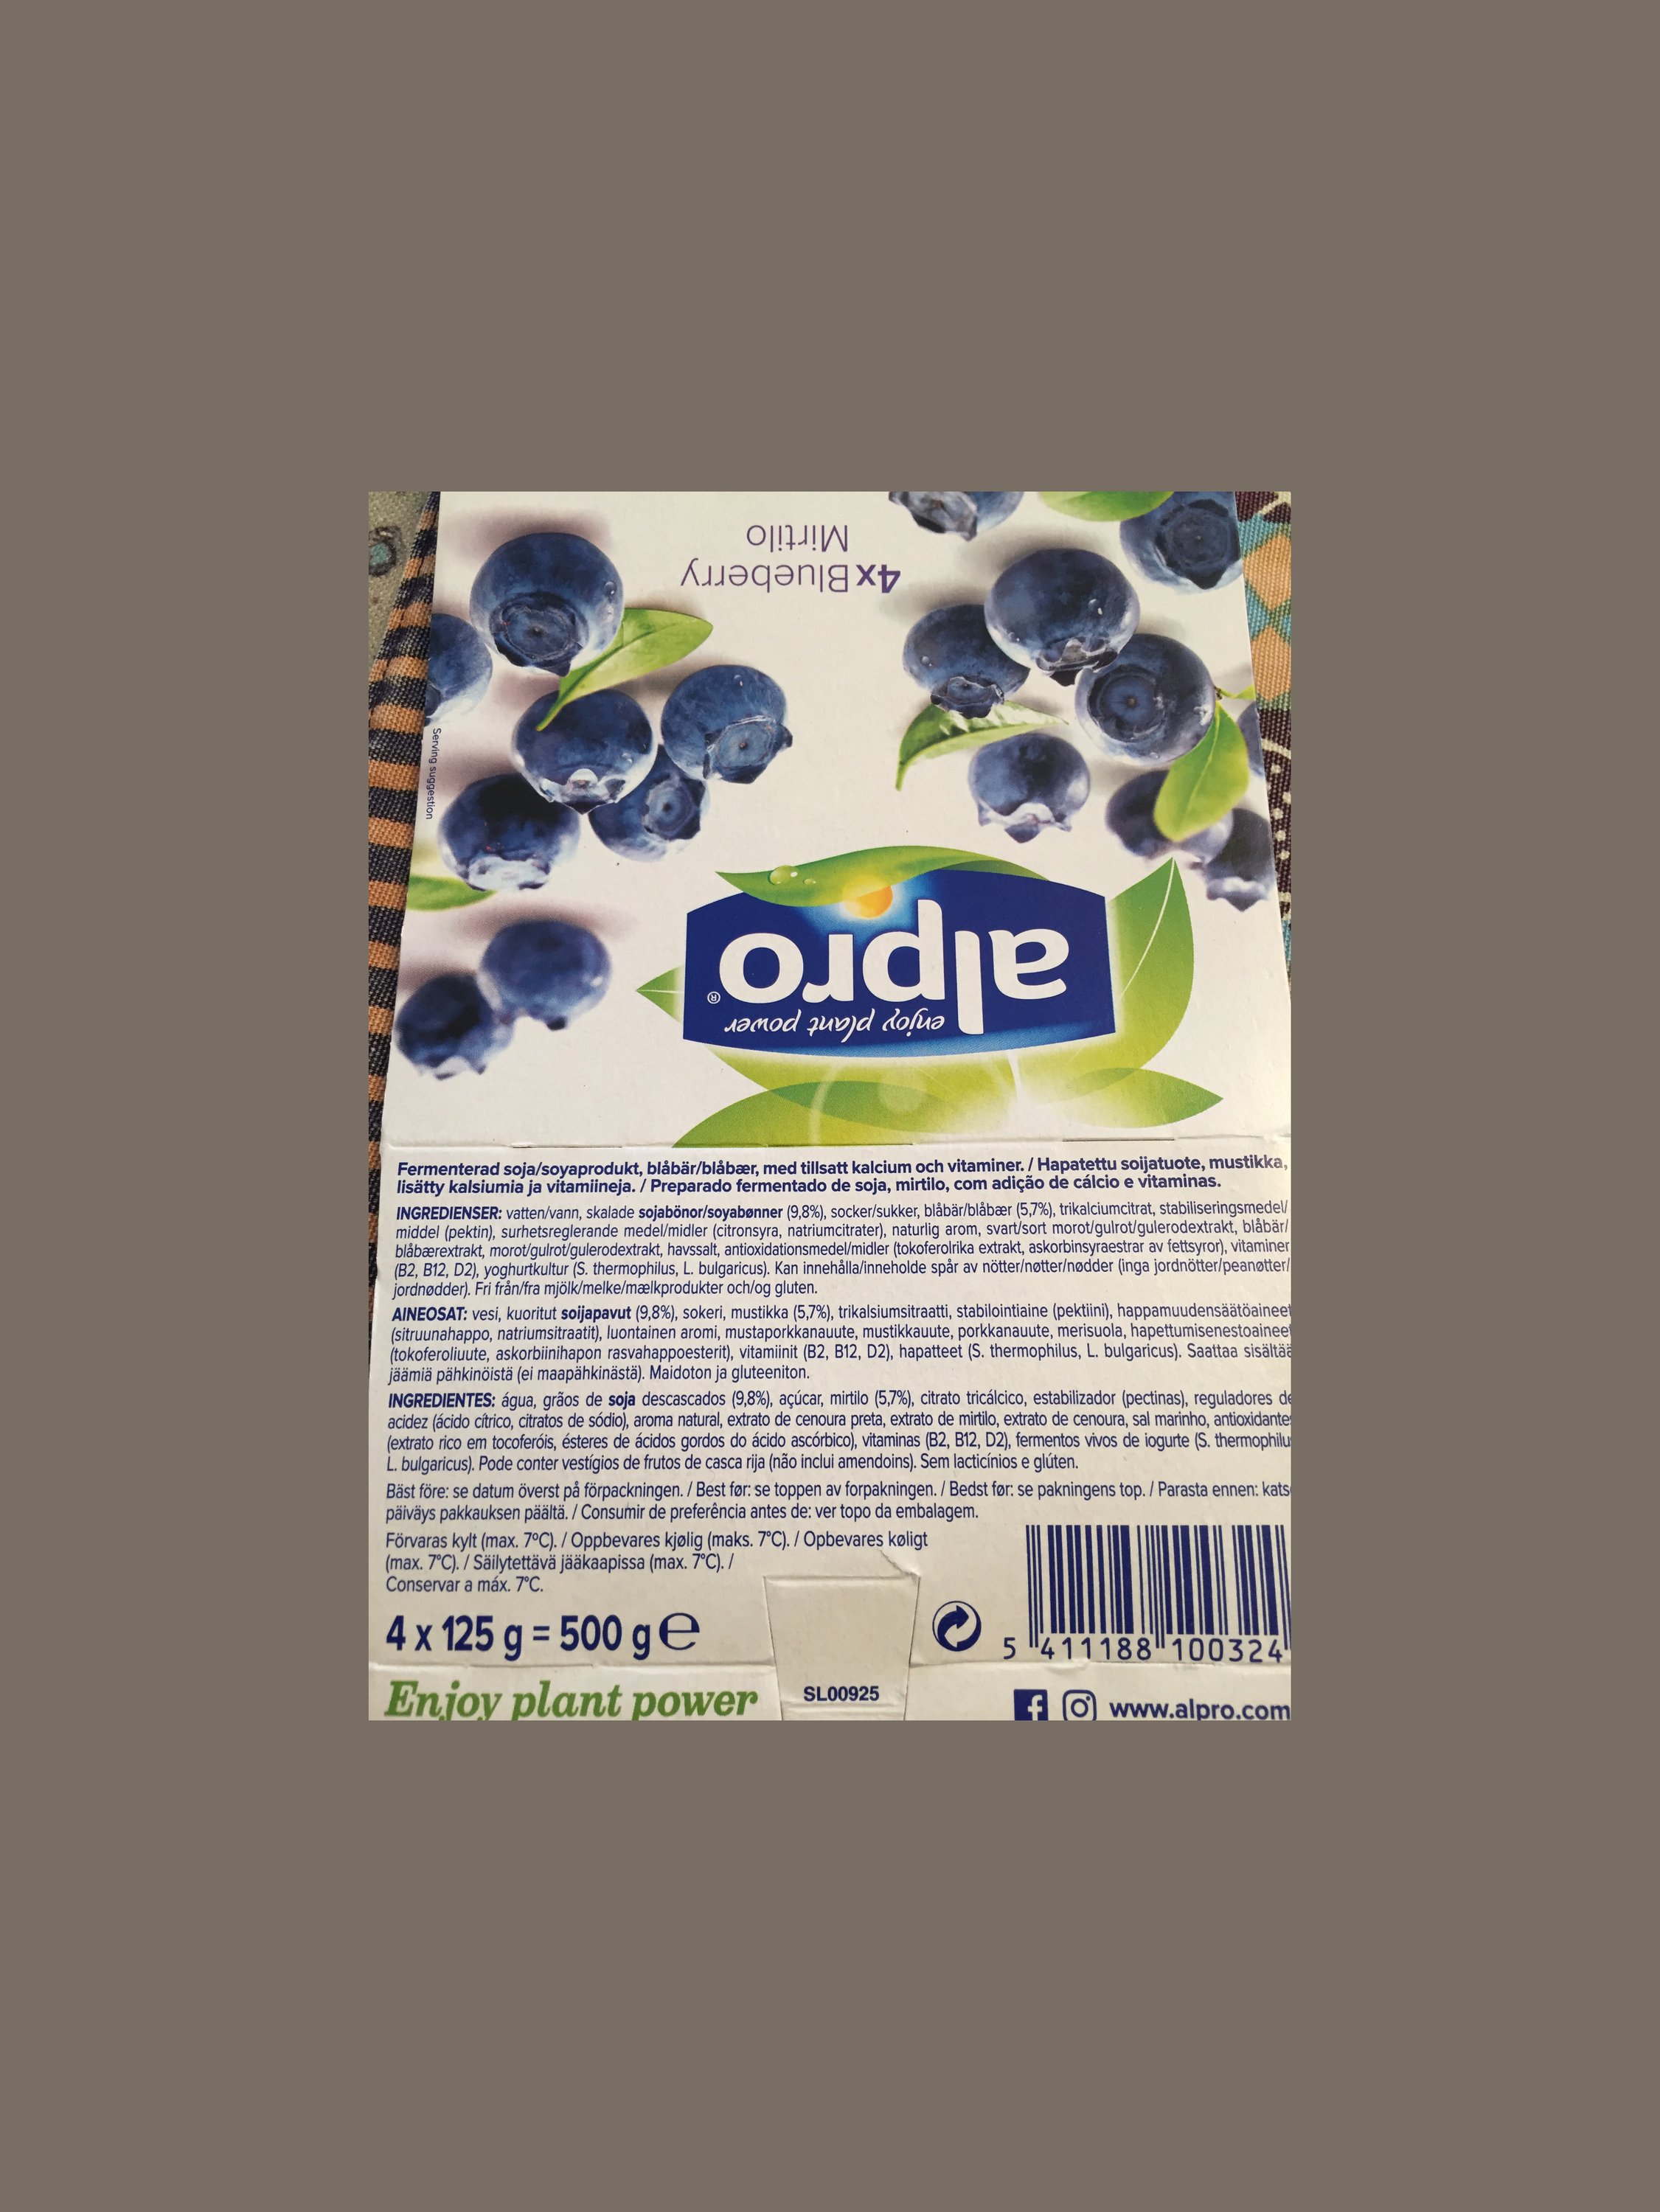 4x Blueberry
Mirtilo
Serving suggestion
enjoy plant power
alpro®
Fermenterad soja/soyaprodukt, blåbär/blåbær, med tillsatt kalcium och vitaminer. / Hapatettu soijatuote, mustikka,
lisätty kalsiumia ja vitamiineja. / Preparado fermentado de soja, mirtilo, com adição de cálcio e vitaminas.
INGREDIENSER: vatten/vann, skalade sojabönor/soyabønner (9,8%), socker/sukker, blåbär/blåbær (5,7%), trikalciumcitrat, stabiliseringsmedel/
middel (pektin), surhetsreglerande medel/midler (citronsyra, natriumcitrater), naturlig arom, svart/sort morot/gulrot/gulerodextrakt, blåbär/
blåbærextrakt, morot/gulrot/gulerodextrakt, havssalt, antioxidationsmedel/midler (tokoferolrika extrakt, askorbinsyraestrar av fettsyror), vitaminer
(B2, B12, D2), yoghurtkultur (S. thermophilus, L. bulgaricus). Kan innehålla/inneholde spår av nötter/nøtter/nødder (inga jordnötter/peanøtter/
jordnødder). Fri från/fra mjölk/melke/mælkprodukter och/og gluten.
AINEOSAT: vesi, kuoritut soijapavut (9,8%), sokeri, mustikka (5,7%), trikalsiumsitraatti, stabilointiaine (pektiini), happamuudensäätöaineet
(sitruunahappo, natriumsitraatit), luontainen aromi, mustaporkkanauute, mustikkauute, porkkanauute, merisuola, hapettumisenestoaineet
(tokoferoliuute, askorbiinihapon rasvahappoesterit), vitamiinit (B2, B12, D2), hapatteet (S. thermophilus, L. bulgaricus). Saattaa sisältää
jäämiä pähkinöistä (ei maapähkinästä). Maidoton ja gluteeniton.
INGREDIENTES: água, grãos de soja descascados (9,8%), açúcar, mirtilo (5,7%), citrato tricálcico, estabilizador (pectinas), reguladores de
acidez (ácido cítrico, citratos de sódio), aroma natural, extrato de cenoura preta, extrato de mirtilo, extrato de cenoura, sal marinho, antioxidantes
(extrato rico em tocoferóis, ésteres de ácidos gordos do ácido ascórbico), vitaminas (B2, B12, D2), fermentos vivos de iogurte (S. thermophilu
L. bulgaricus). Pode conter vestígios de frutos de casca rija (não inclui amendoins). Sem lacticínios e glúten.
Bäst före: se datum överst på förpackningen. / Best før: se toppen av forpakningen. / Bedst før: se pakningens top. / Parasta ennen: kats
päiväys pakkauksen päältä. / Consumir de preferência antes de: ver topo da embalagem.
Förvaras kylt (max. 7°C). / Oppbevares kjølig (maks. 7°C). / Opbevares køligt
(max. 7°C). / Säilytettävä jääkaapissa (max. 7°C). /
Conservar a máx. 7°C.
4 x 125 g = 500 g e
5 411188 100324
Enjoy plant power
SL00925
www.alpro.com